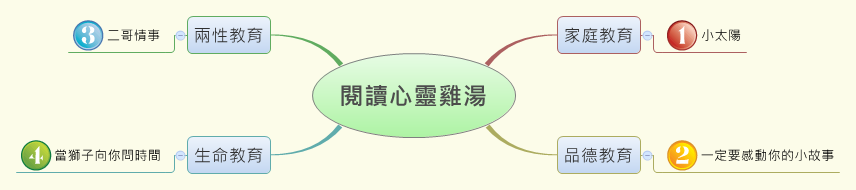 閱讀心靈雞湯
家庭教育
1 小太陽
品德教育
2 一定要感動你的小故事
兩性教育
3 二哥情事
生命教育
4 當獅子向你問時間